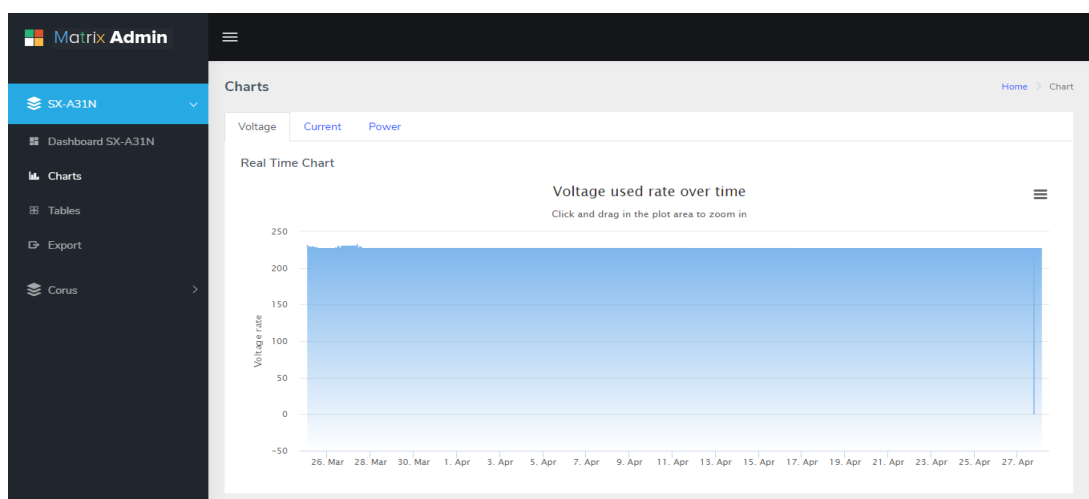 Matrix Admin
SX-A31N
Dashboard SX-A31N
Charts
Tables
Export
Corus
Charts
Home > Chart
Voltage Current Power
Real Time Chart
Voltage used rate over time
Click and drag in the plot area to zoom in
Voltage rate
250
200
150
100
50
0
-50
26. Mar 28. Mar 30. Mar 1. Apr 3. Apr 5. Apr 7. Apr 9. Apr 11. Apr 13. Apr 15. Apr 17. Apr 19. Apr 21. Apr 23. Apr 25. Apr 27. Apr